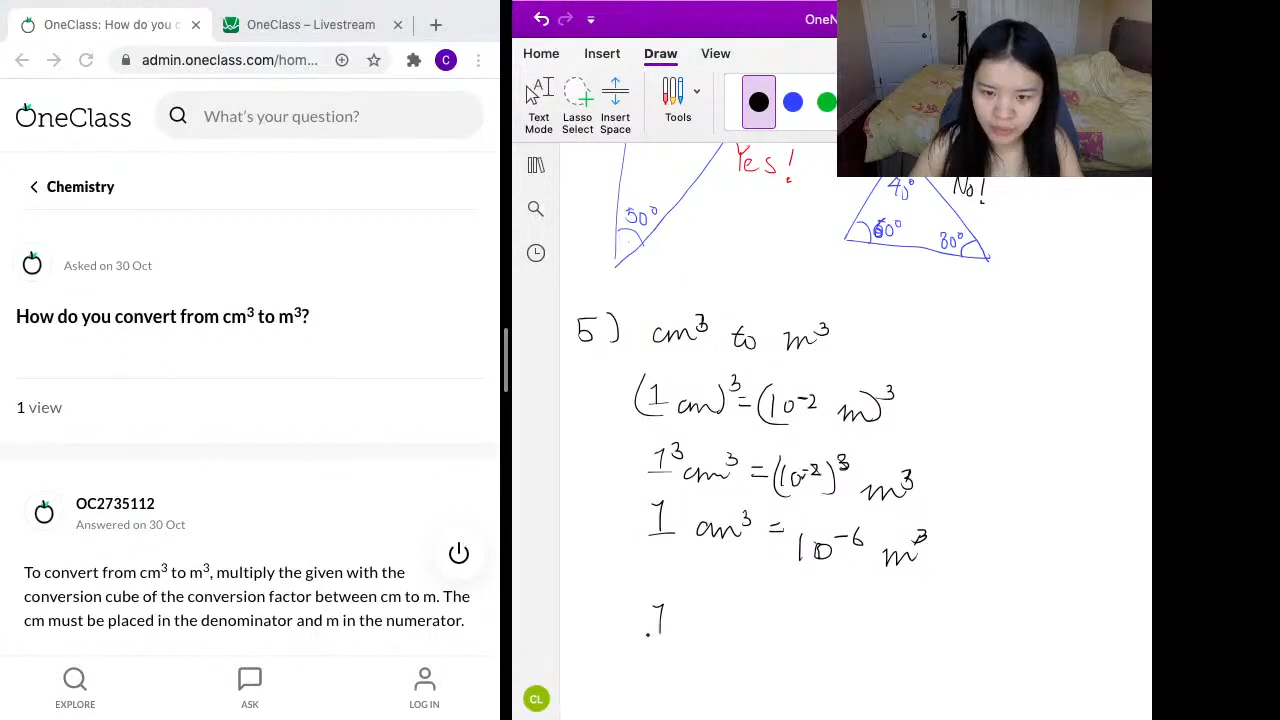 OneClass: How do you c
OneClass – Livestream
admin.oneclass.com/hom...
C
OneClass
What's your question?
Chemistry
Asked on 30 Oct
How do you convert from cm³ to m³?
1 view
OC2735112
Answered on 30 Oct
To convert from cm³ to m³, multiply the given with the
conversion cube of the conversion factor between cm to m. The
cm must be placed in the denominator and m in the numerator.
EXPLORE
ASK
LOG IN
OneN
Home Insert Draw View
Text Mode
Lasso Select
Insert Space
Tools
Yes!
50°
40°
No!
60°
80°
5) cm³ to m³
(1 cm)³ = (10⁻² m)³
1³ cm³ = (10⁻²)³ m³
1 cm³ = 10⁻⁶ m³
.1
CL